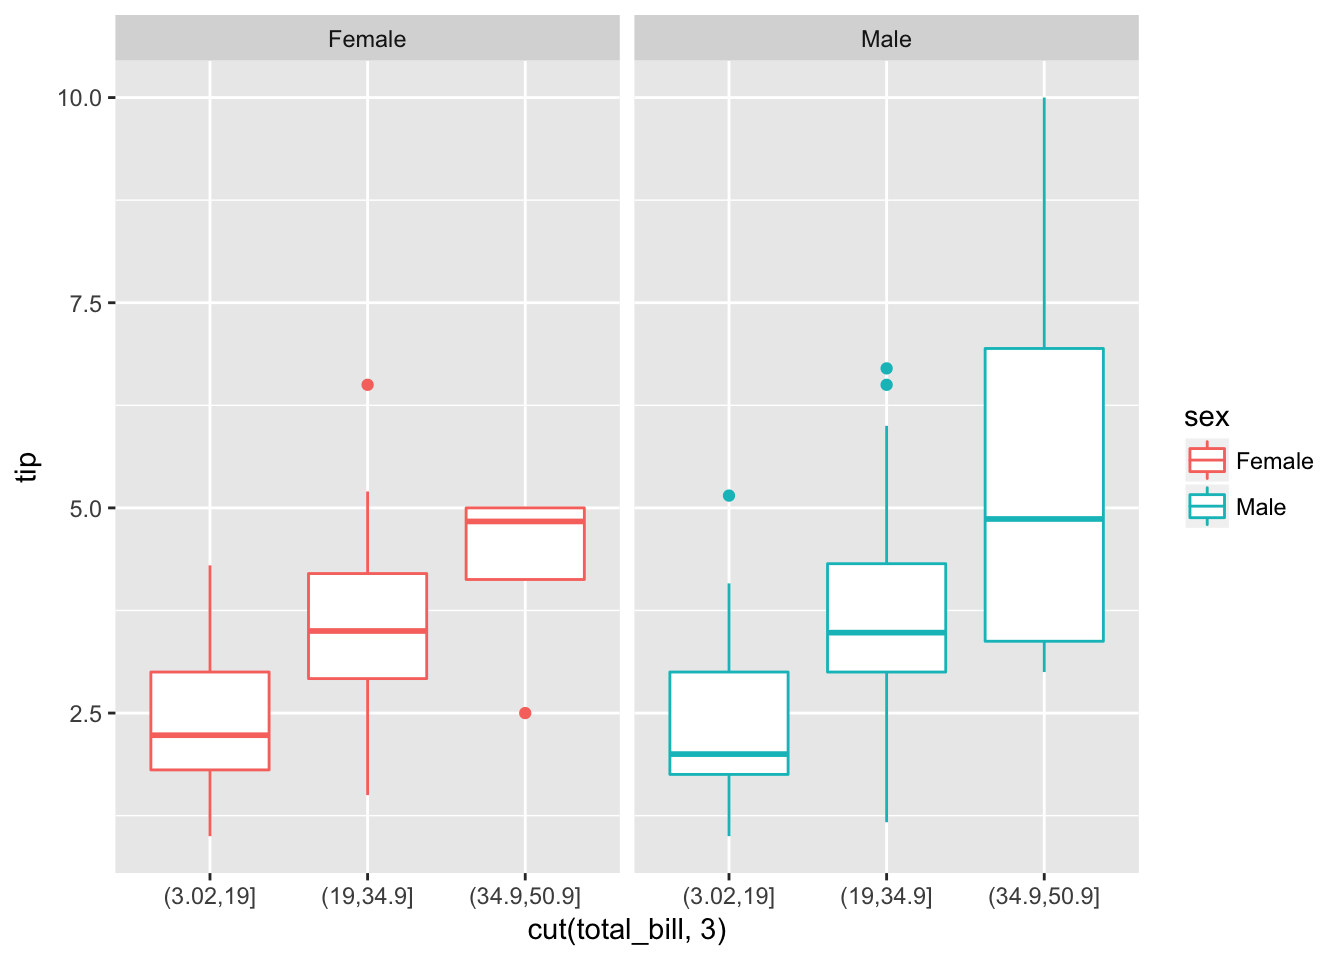 Female Male
10.0
7.5
5.0
2.5
tip
(3.02,19] (19,34.9] (34.9,50.9] (3.02,19] (19,34.9] (34.9,50.9]
cut(total_bill, 3)
sex
Female
Male